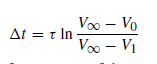 Δt = τ ln (V∞ − V0) / (V∞ − V1)